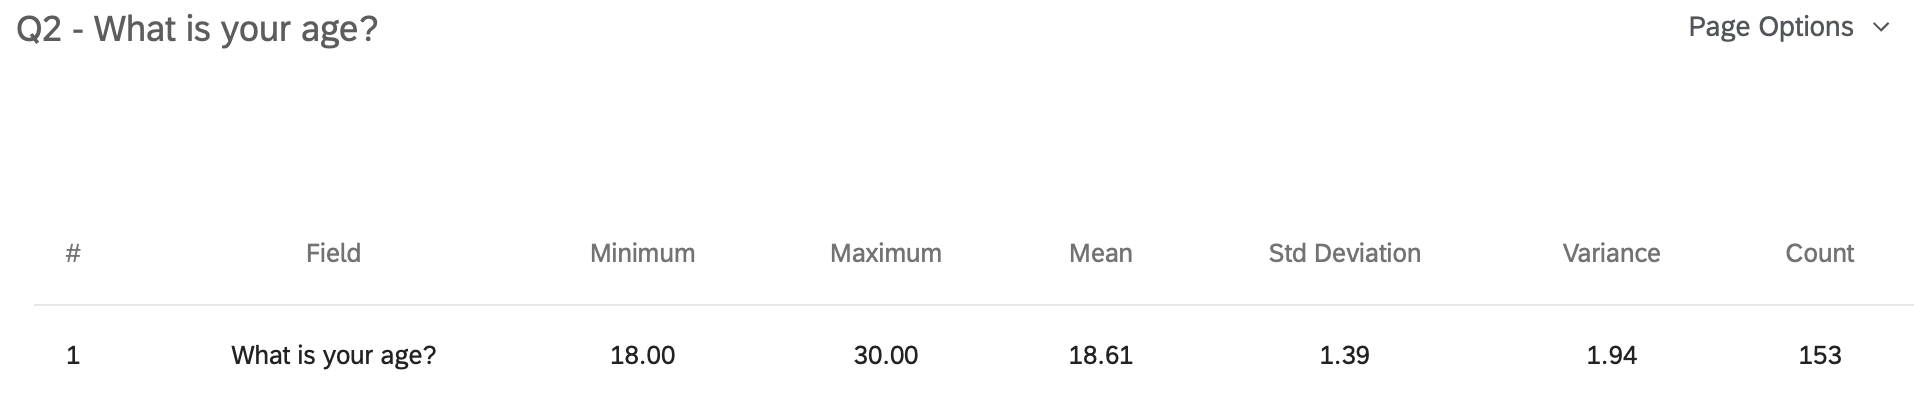 Q2 - What is your age?
Page Options
# Field Minimum Maximum Mean Std Deviation Variance Count
1 What is your age? 18.00 30.00 18.61 1.39 1.94 153